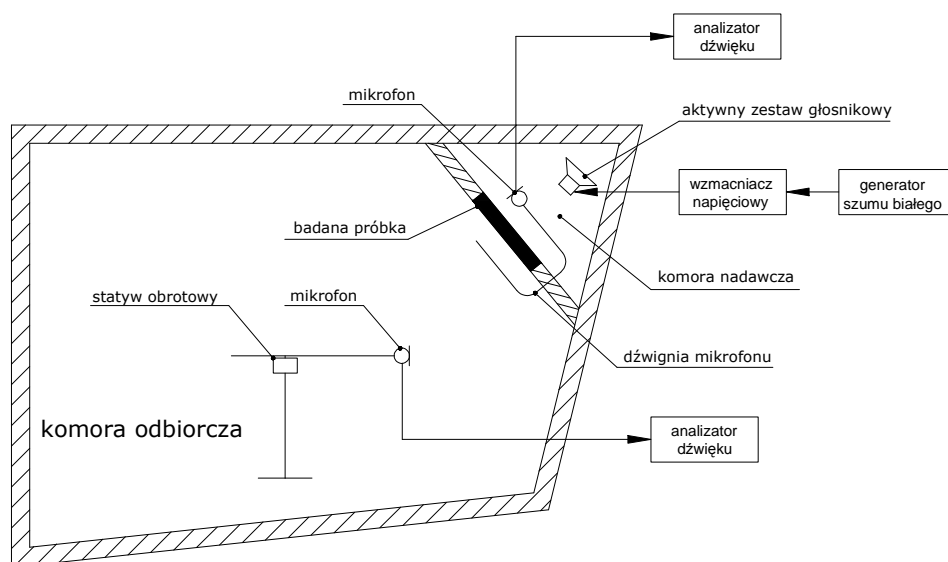 analizator
dźwięku
mikrofon
aktywny zestaw głosnikowy
wzmacniacz
napięciowy
generator
szumu białego
badana próbka
komora nadawcza
statyw obrotowy
mikrofon
dźwignia mikrofonu
komora odbiorcza
analizator
dźwięku